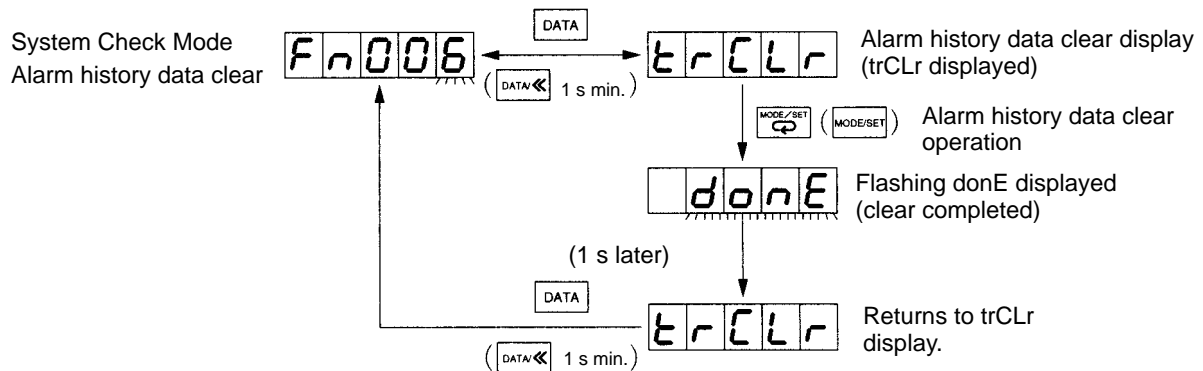 System Check Mode
Alarm history data clear
Fn006
DATA
(DATA/≪ 1 s min.)
trCLr
Alarm history data clear display
(trCLr displayed)
MODE/SET (MODE/SET)
Alarm history data clear
operation
donE
Flashing donE displayed
(clear completed)
(1 s later)
DATA
(DATA/≪ 1 s min.)
trCLr
Returns to trCLr
display.